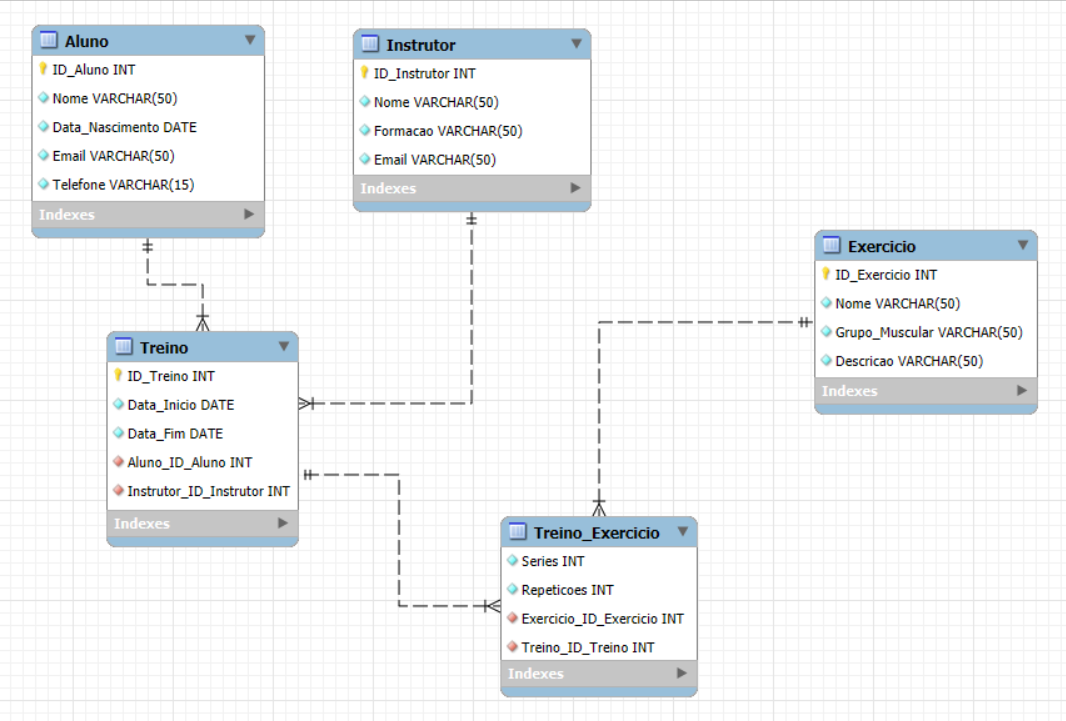 Aluno
ID_Aluno INT
Nome VARCHAR(50)
Data_Nascimento DATE
Email VARCHAR(50)
Telefone VARCHAR(15)
Indexes
Instrutor
ID_Instrutor INT
Nome VARCHAR(50)
Formacao VARCHAR(50)
Email VARCHAR(50)
Indexes
Exercicio
ID_Exercicio INT
Nome VARCHAR(50)
Grupo_Muscular VARCHAR(50)
Descricao VARCHAR(50)
Indexes
Treino
ID_Treino INT
Data_Inicio DATE
Data_Fim DATE
Aluno_ID_Aluno INT
Instrutor_ID_Instrutor INT
Indexes
Treino_Exercicio
Series INT
Repeticoes INT
Exercicio_ID_Exercicio INT
Treino_ID_Treino INT
Indexes